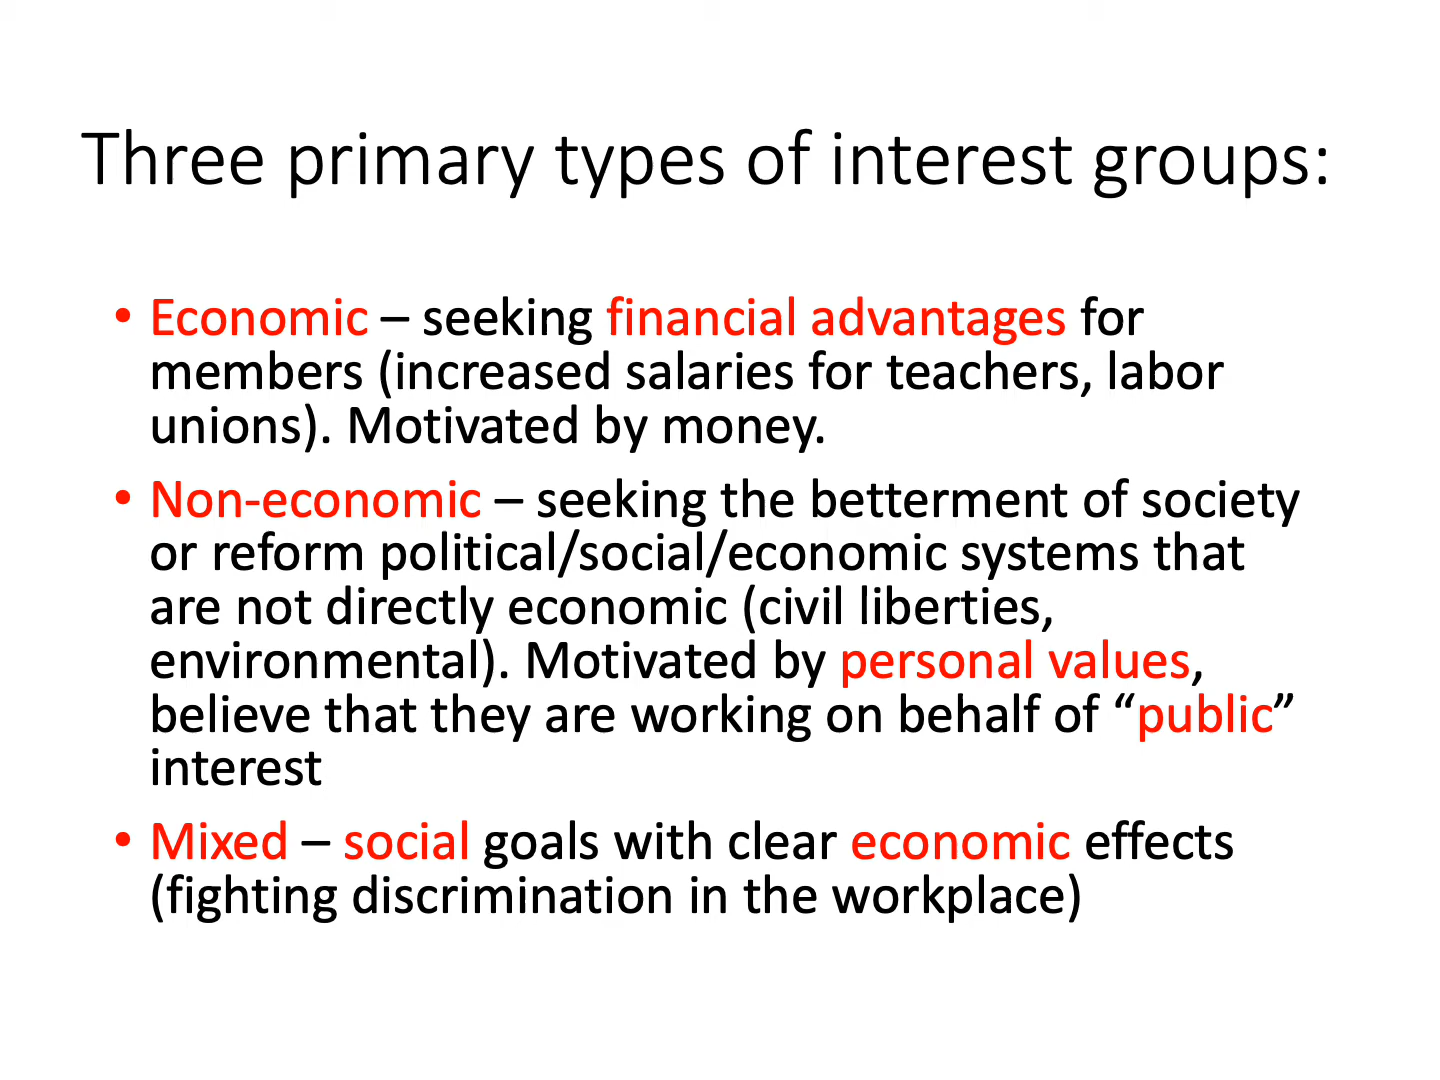 Three primary types of interest groups:
• Economic – seeking financial advantages for
members (increased salaries for teachers, labor
unions). Motivated by money.
• Non-economic – seeking the betterment of society
or reform political/social/economic systems that
are not directly economic (civil liberties,
environmental). Motivated by personal values,
believe that they are working on behalf of “public”
interest
• Mixed – social goals with clear economic effects
(fighting discrimination in the workplace)